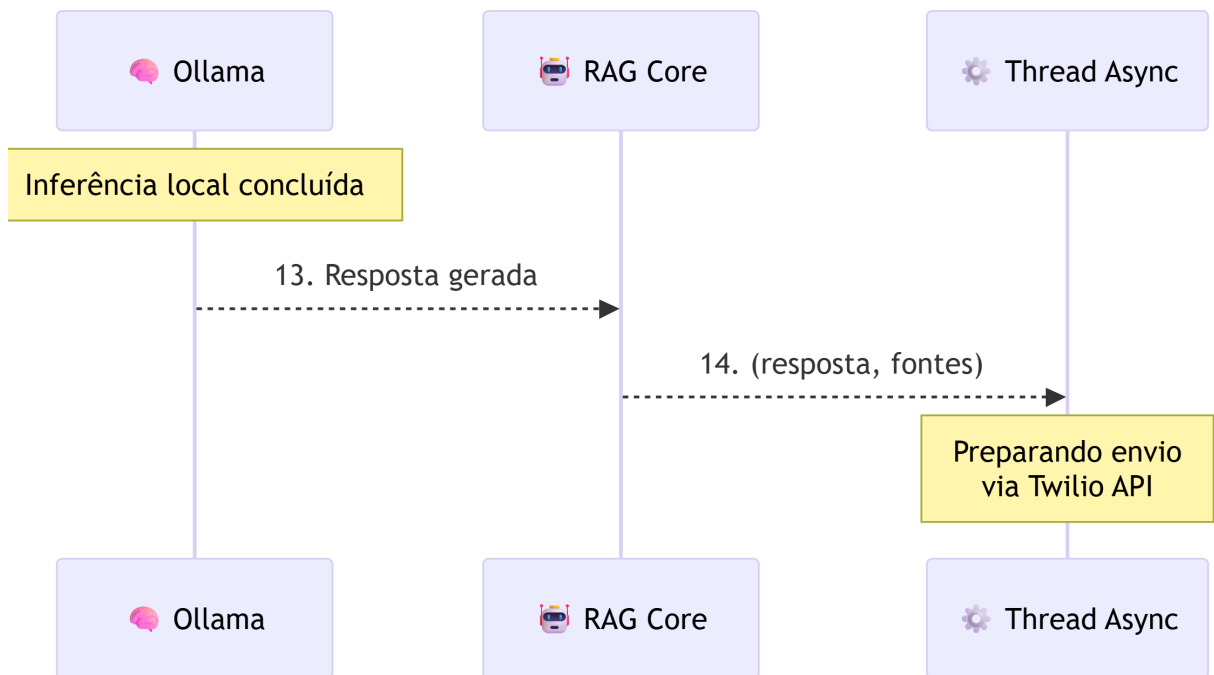 Ollama
RAG Core
Thread Async
Inferência local concluída
13. Resposta gerada
14. (resposta, fontes)
Preparando envio
via Twilio API
Ollama
RAG Core
Thread Async